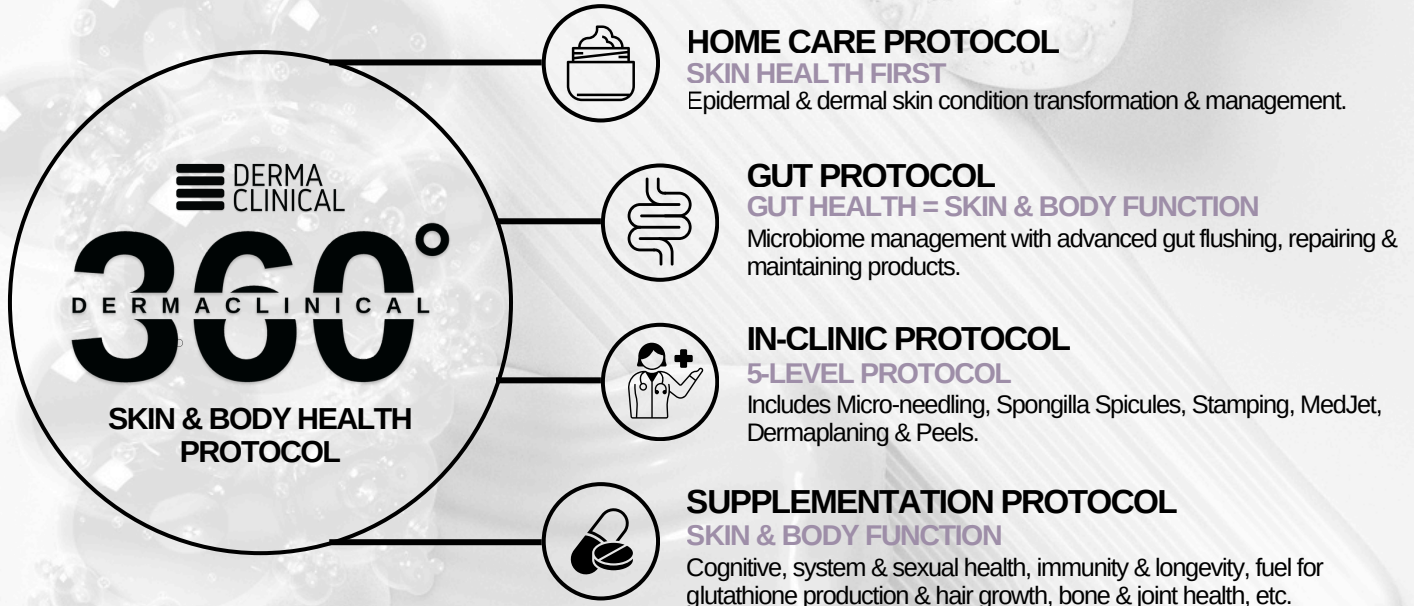 DERMA
CLINICAL
360°
DERMACLINICAL
SKIN & BODY HEALTH
PROTOCOL
HOME CARE PROTOCOL
SKIN HEALTH FIRST
Epidermal & dermal skin condition transformation & management.
GUT PROTOCOL
GUT HEALTH = SKIN & BODY FUNCTION
Microbiome management with advanced gut flushing, repairing &
maintaining products.
IN-CLINIC PROTOCOL
5-LEVEL PROTOCOL
Includes Micro-needling, Spongilla Spicules, Stamping, MedJet,
Dermaplaning & Peels.
SUPPLEMENTATION PROTOCOL
SKIN & BODY FUNCTION
Cognitive, system & sexual health, immunity & longevity, fuel for
glutathione production & hair growth, bone & joint health, etc.